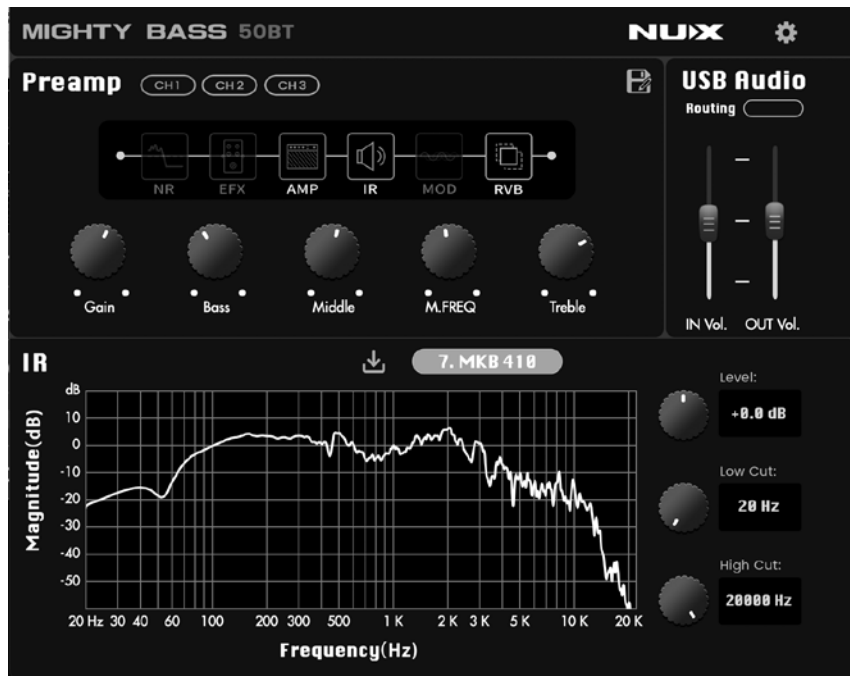 MIGHTY BASS 50BT
NUX
Preamp CH1 CH2 CH3
USB Audio
Routing
NR EFX AMP IR MOD RVB
Gain Bass Middle M.FREQ Treble
IN Vol. OUT Vol.
IR
7. MKB 410
Level:
+0.0 dB
Low Cut:
20 Hz
High Cut:
20000 Hz
dB
10
0
-10
-20
-30
-40
-50
Magnitude(dB)
20 Hz 30 40 60 100 200 300 500 1 K 2 K 3 K 5 K 10 K 20 K
Frequency(Hz)